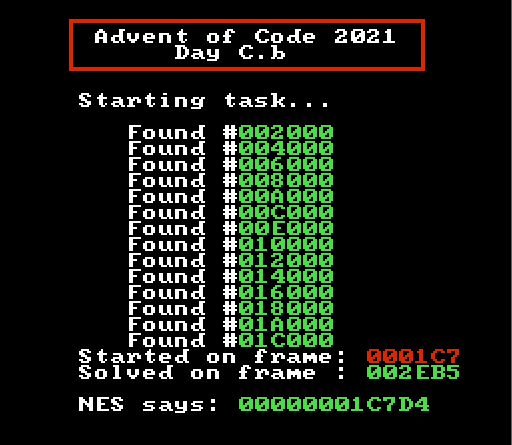 Advent of Code 2021
Day C.b
Starting task...
Found #002000
Found #004000
Found #006000
Found #008000
Found #00A000
Found #00C000
Found #00E000
Found #010000
Found #012000
Found #014000
Found #016000
Found #018000
Found #01A000
Found #01C000
Started on frame: 0001C7
Solved on frame : 002EB5
NES says: 00000001C7D4